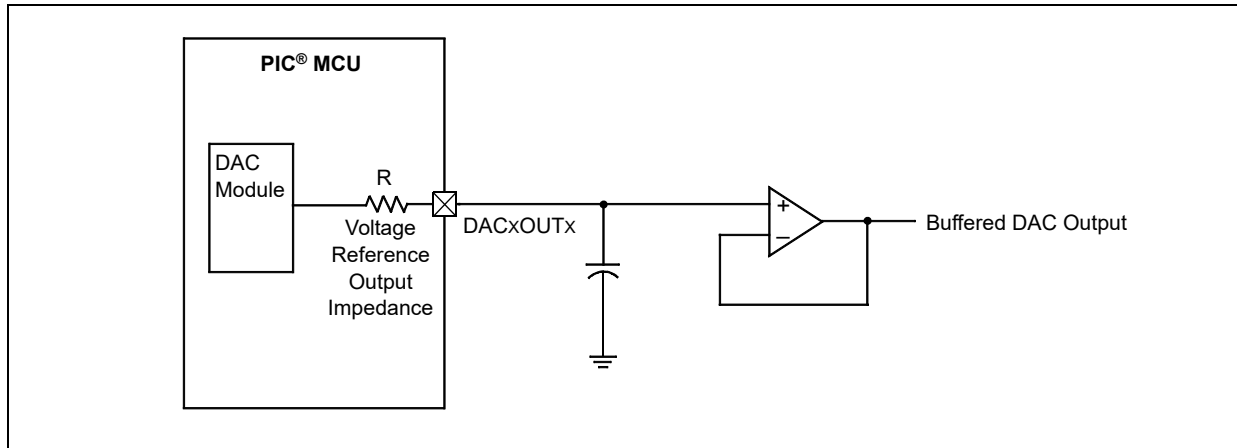 PIC® MCU
DAC
Module
R
Voltage
Reference
Output
Impedance
DACxOUTx
+
–
Buffered DAC Output